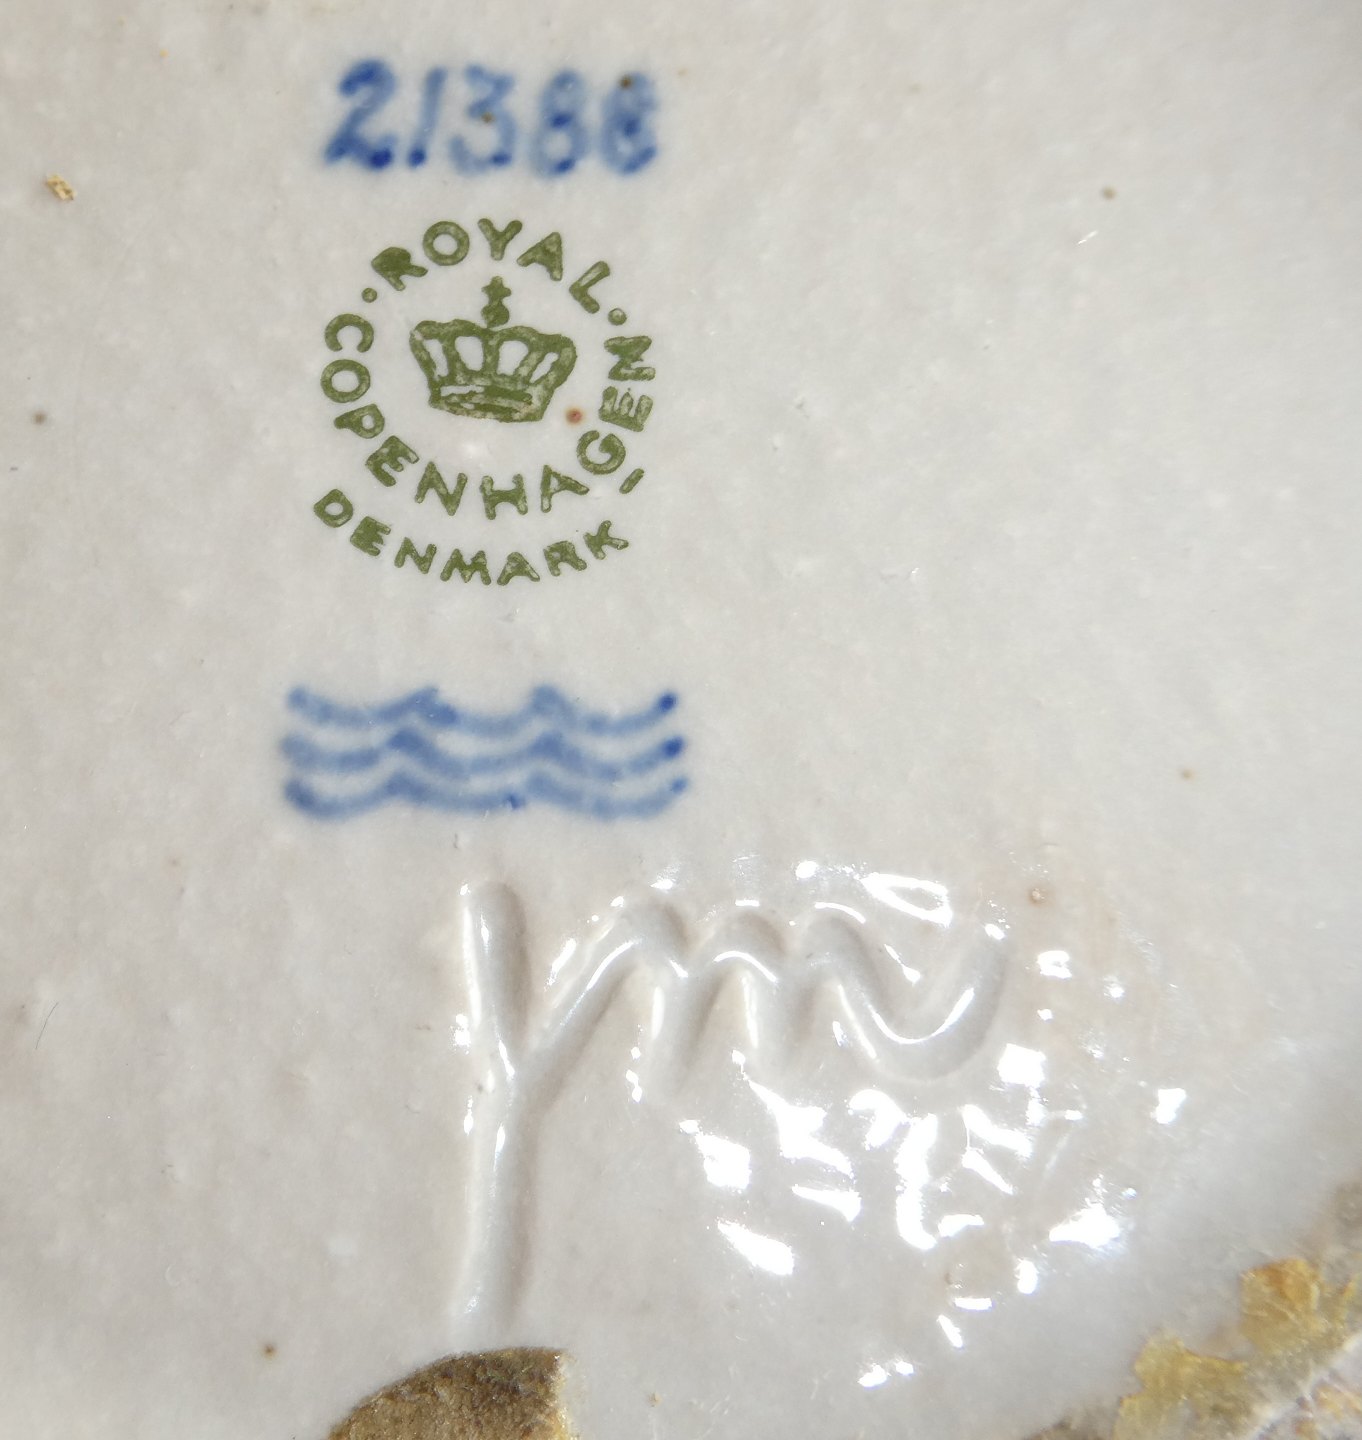 21388
ROYAL
COPENHAGEN
DENMARK